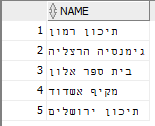 NAME
1 תיכון רמון
2 גימנסיה הרצליה
3 בית ספר אלון
4 מקיף אשדוד
5 תיכון ירושלים